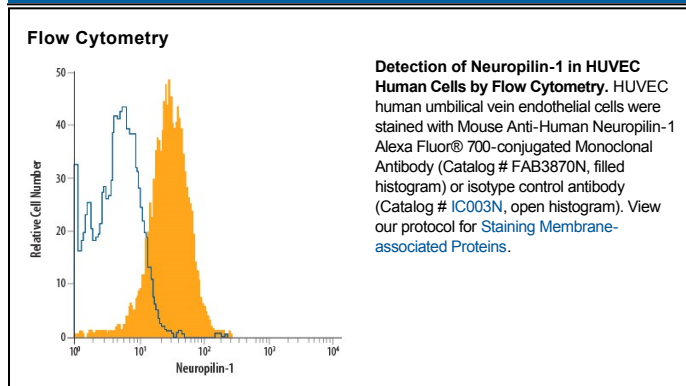 Flow Cytometry
50
40
30
20
10
0
Relative Cell Number
10⁰ 10¹ 10² 10³ 10⁴
Neuropilin-1
Detection of Neuropilin-1 in HUVEC
Human Cells by Flow Cytometry. HUVEC
human umbilical vein endothelial cells were
stained with Mouse Anti-Human Neuropilin-1
Alexa Fluor® 700-conjugated Monoclonal
Antibody (Catalog # FAB3870N, filled
histogram) or isotype control antibody
(Catalog # IC003N, open histogram). View
our protocol for Staining Membrane-
associated Proteins.